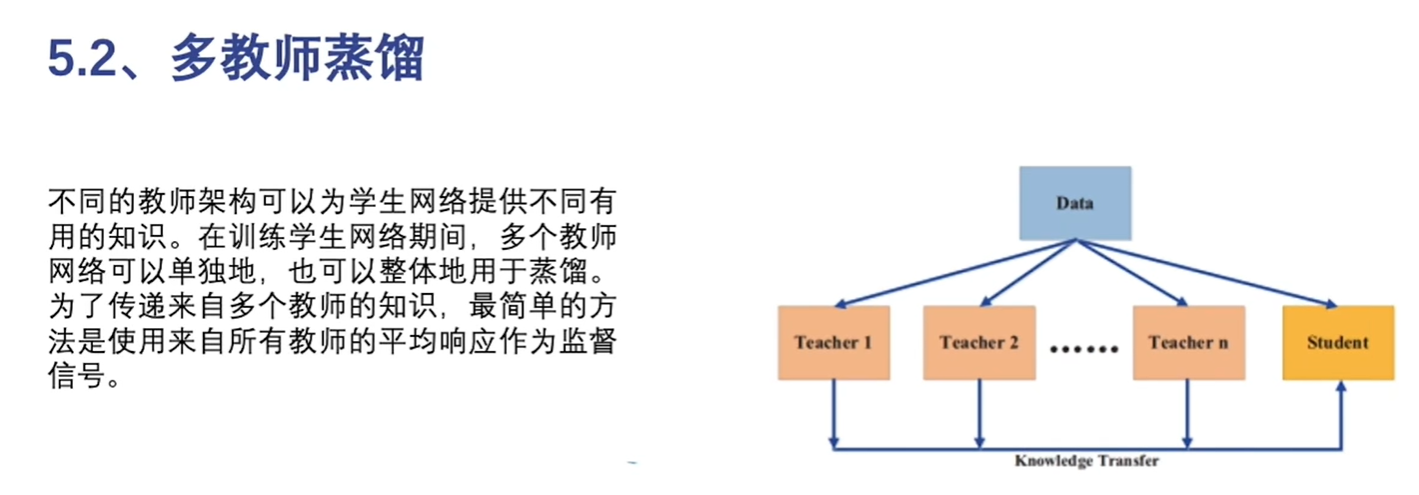 5.2、多教师蒸馏
不同的教师架构可以为学生网络提供不同有
用的知识。在训练学生网络期间，多个教师
网络可以单独地，也可以整体地用于蒸馏。
为了传递来自多个教师的知识，最简单的方
法是使用来自所有教师的平均响应作为监督
信号。
Data
Teacher 1
Teacher 2
……
Teacher n
Student
Knowledge Transfer